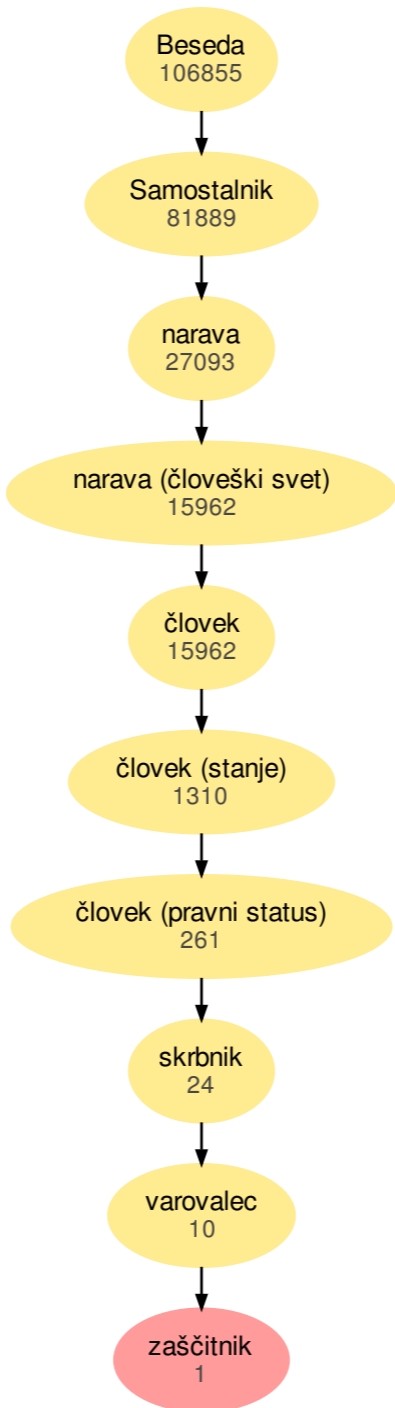 Beseda
106855
Samostalnik
81889
narava
27093
narava (človeški svet)
15962
človek
15962
človek (stanje)
1310
človek (pravni status)
261
skrbnik
24
varovalec
10
zaščitnik
1